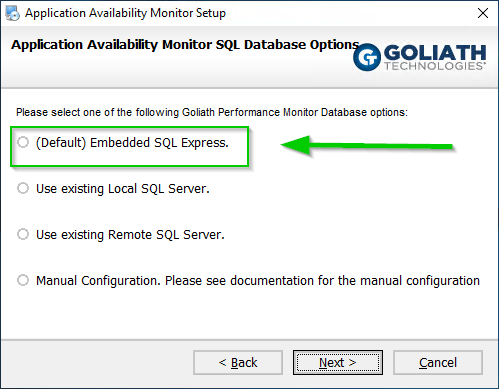 Application Availability Monitor Setup
Application Availability Monitor SQL Database Options
GOLIATH
TECHNOLOGIES®
Please select one of the following Goliath Performance Monitor Database options:
(Default) Embedded SQL Express.
Use existing Local SQL Server.
Use existing Remote SQL Server.
Manual Configuration. Please see documentation for the manual configuration
< Back
Next >
Cancel